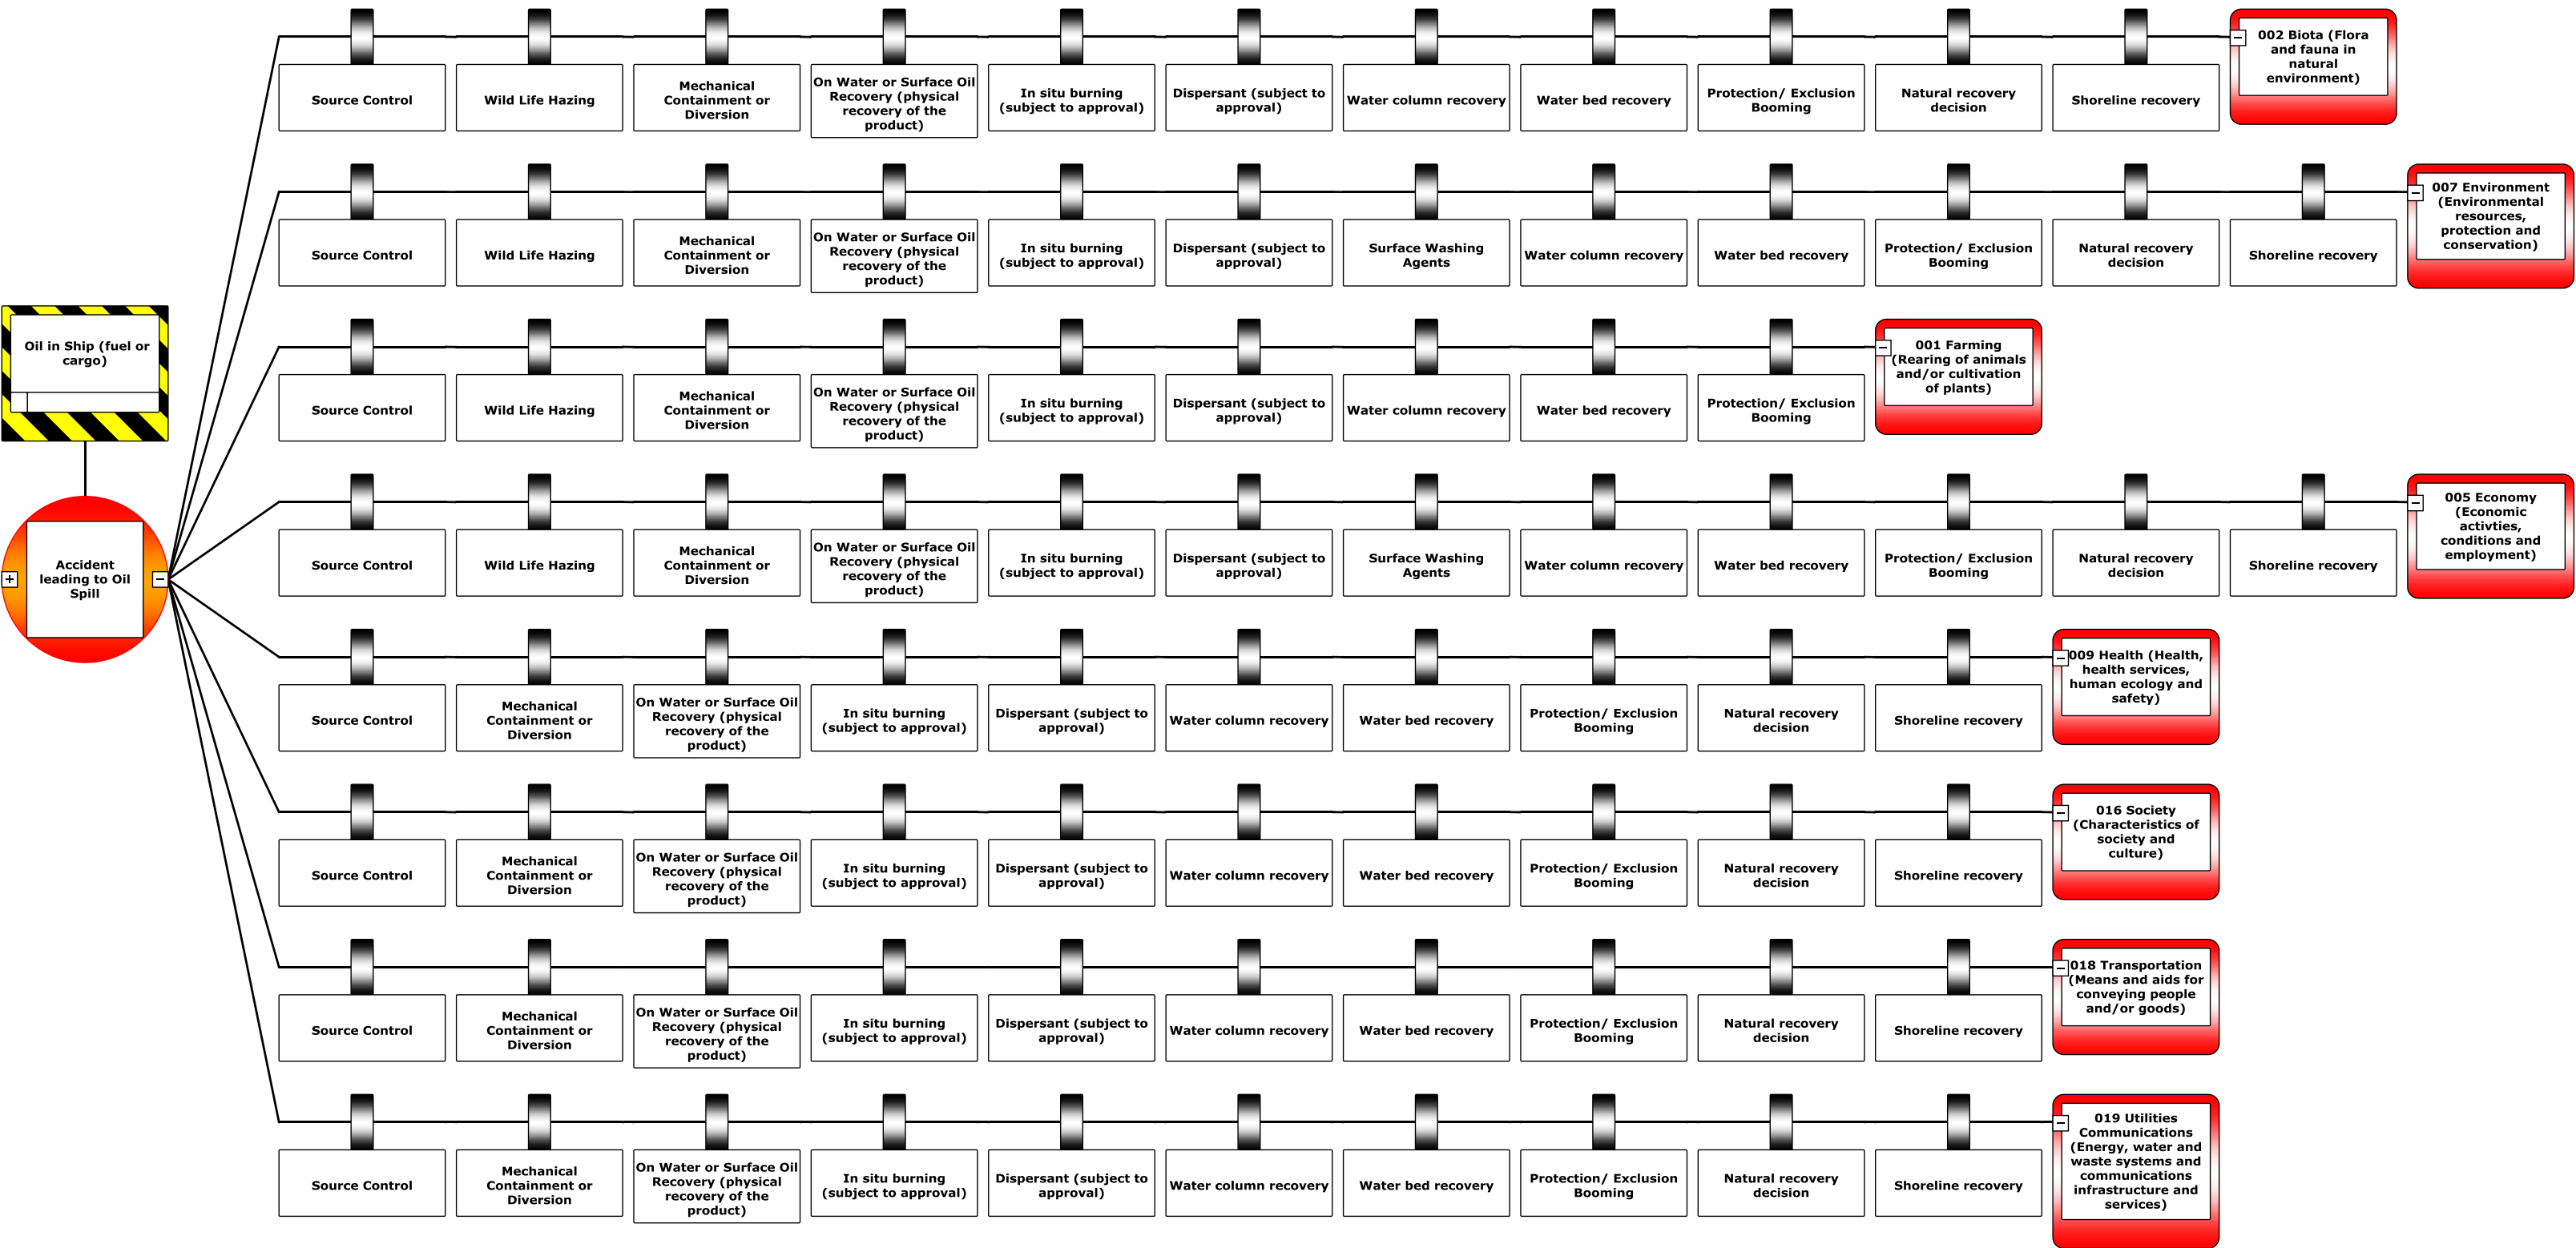 Oil in Ship (fuel or
cargo)
Accident
leading to Oil
Spill
Source Control
Wild Life Hazing
Mechanical
Containment or
Diversion
On Water or Surface Oil
Recovery (physical
recovery of the
product)
In situ burning
(subject to approval)
Dispersant (subject to
approval)
Water column recovery
Water bed recovery
Protection/ Exclusion
Booming
Natural recovery
decision
Shoreline recovery
002 Biota (Flora
and fauna in
natural
environment)
Source Control
Wild Life Hazing
Mechanical
Containment or
Diversion
On Water or Surface Oil
Recovery (physical
recovery of the
product)
In situ burning
(subject to approval)
Dispersant (subject to
approval)
Surface Washing
Agents
Water column recovery
Water bed recovery
Protection/ Exclusion
Booming
Natural recovery
decision
Shoreline recovery
007 Environment
(Environmental
resources,
protection and
conservation)
Source Control
Wild Life Hazing
Mechanical
Containment or
Diversion
On Water or Surface Oil
Recovery (physical
recovery of the
product)
In situ burning
(subject to approval)
Dispersant (subject to
approval)
Water column recovery
Water bed recovery
Protection/ Exclusion
Booming
001 Farming
(Rearing of animals
and/or cultivation
of plants)
Source Control
Wild Life Hazing
Mechanical
Containment or
Diversion
On Water or Surface Oil
Recovery (physical
recovery of the
product)
In situ burning
(subject to approval)
Dispersant (subject to
approval)
Surface Washing
Agents
Water column recovery
Water bed recovery
Protection/ Exclusion
Booming
Natural recovery
decision
Shoreline recovery
005 Economy
(Economic
activties,
conditions and
employment)
Source Control
Mechanical
Containment or
Diversion
On Water or Surface Oil
Recovery (physical
recovery of the
product)
In situ burning
(subject to approval)
Dispersant (subject to
approval)
Water column recovery
Water bed recovery
Protection/ Exclusion
Booming
Natural recovery
decision
Shoreline recovery
009 Health (Health,
health services,
human ecology and
safety)
Source Control
Mechanical
Containment or
Diversion
On Water or Surface Oil
Recovery (physical
recovery of the
product)
In situ burning
(subject to approval)
Dispersant (subject to
approval)
Water column recovery
Water bed recovery
Protection/ Exclusion
Booming
Natural recovery
decision
Shoreline recovery
016 Society
(Characteristics of
society and
culture)
Source Control
Mechanical
Containment or
Diversion
On Water or Surface Oil
Recovery (physical
recovery of the
product)
In situ burning
(subject to approval)
Dispersant (subject to
approval)
Water column recovery
Water bed recovery
Protection/ Exclusion
Booming
Natural recovery
decision
Shoreline recovery
018 Transportation
(Means and aids for
conveying people
and/or goods)
Source Control
Mechanical
Containment or
Diversion
On Water or Surface Oil
Recovery (physical
recovery of the
product)
In situ burning
(subject to approval)
Dispersant (subject to
approval)
Water column recovery
Water bed recovery
Protection/ Exclusion
Booming
Natural recovery
decision
Shoreline recovery
019 Utilities
Communications
(Energy, water and
waste systems and
communications
infrastructure and
services)